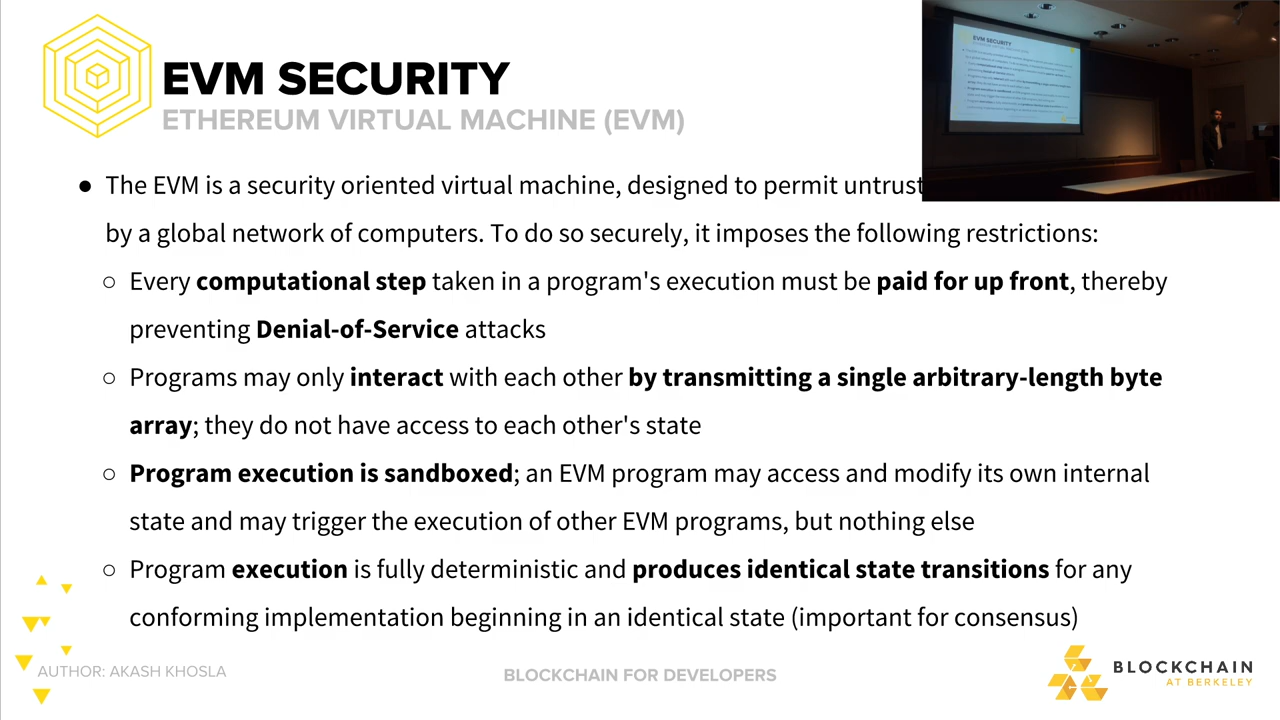 EVM SECURITY
ETHEREUM VIRTUAL MACHINE (EVM)
● The EVM is a security oriented virtual machine, designed to permit
by a global network of computers. To do so securely, it imposes the following restrictions:
○ Every computational step taken in a program's execution must be paid for up front, thereby
preventing Denial-of-Service attacks
○ Programs may only interact with each other by transmitting a single arbitrary-length byte
array; they do not have access to each other's state
○ Program execution is sandboxed; an EVM program may access and modify its own internal
state and may trigger the execution of other EVM programs, but nothing else
○ Program execution is fully deterministic and produces identical state transitions for any
conforming implementation beginning in an identical state (important for consensus)
AUTHOR: AKASH KHOSLA
BLOCKCHAIN FOR DEVELOPERS
BLOCKCHAIN
AT BERKELEY
EVM SECURITY